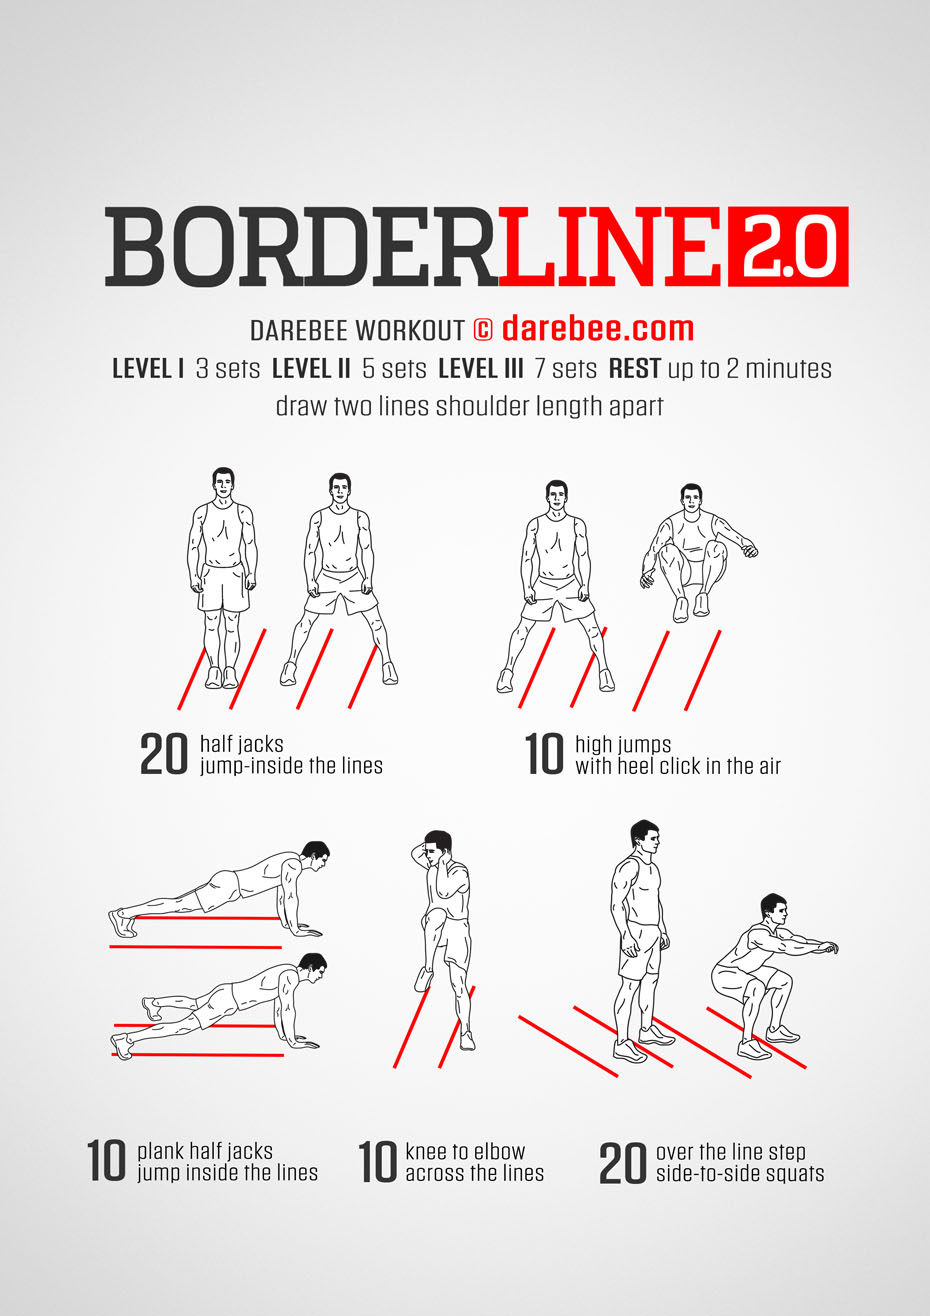 BORDERLINE 2.0
DAREBEE WORKOUT © darebee.com
LEVEL I 3 sets LEVEL II 5 sets LEVEL III 7 sets REST up to 2 minutes
draw two lines shoulder length apart
20 half jacks
jump-inside the lines
10 high jumps
with heel click in the air
10 plank half jacks
jump inside the lines
10 knee to elbow
across the lines
20 over the line step
side-to-side squats